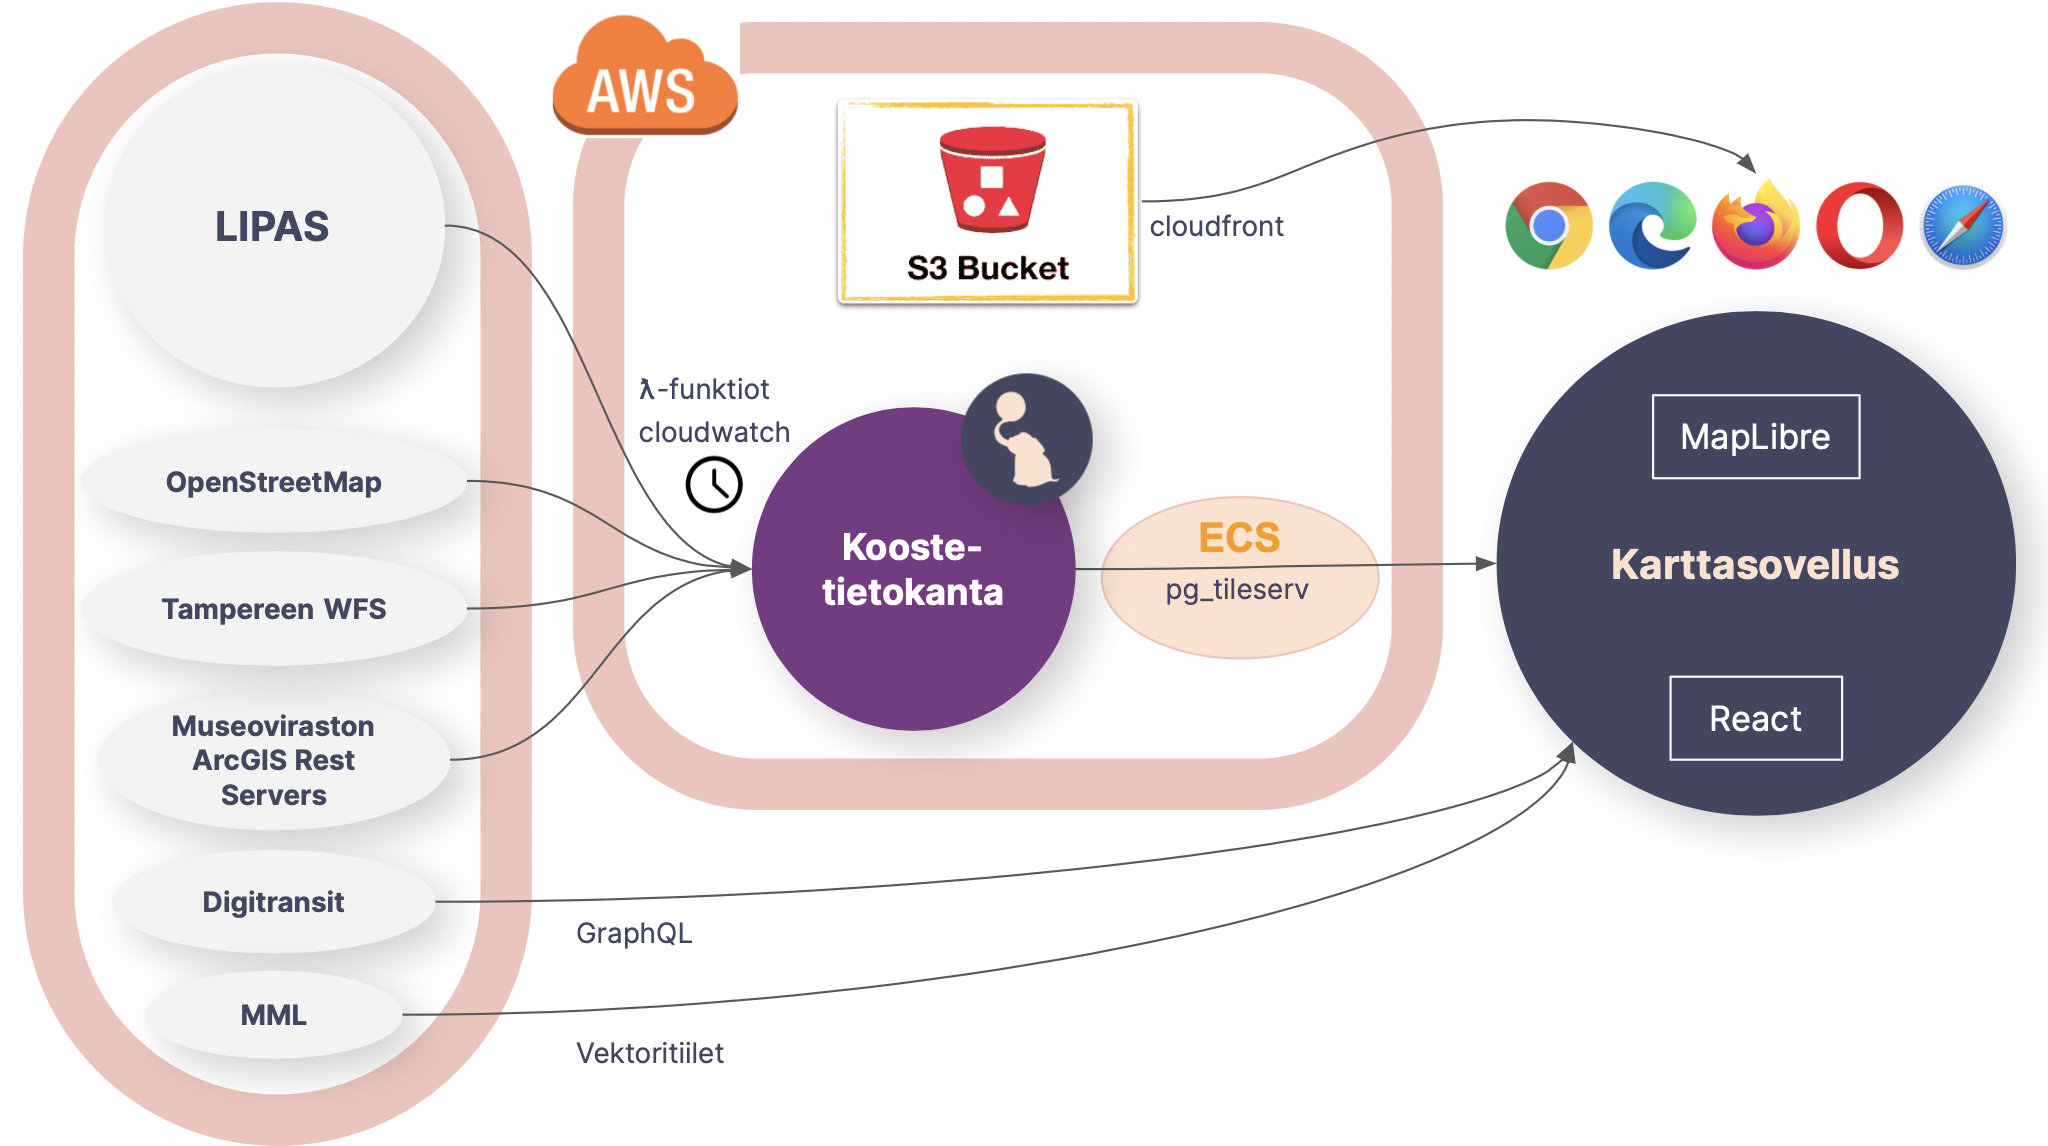 LIPAS
OpenStreetMap
Tampereen WFS
Museoviraston
ArcGIS Rest
Servers
Digitransit
MML
AWS
S3 Bucket
cloudfront
λ-funktiot
cloudwatch
Kooste-
tietokanta
ECS
pg_tileserv
GraphQL
Vektoritiilet
MapLibre
Karttasovellus
React